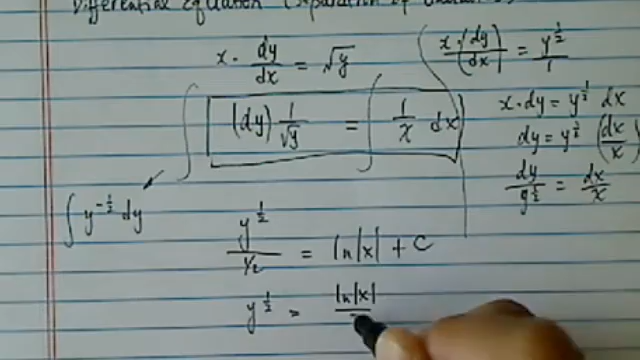 Differential Equation (Separation of
x · dy/dx = √y
x · (dy)/(dx) = y^½/1
(dy) 1/√y = 1/x dx
x · dy = y^½ dx
dy = y^½ (dx/x)
dy/y^½ = dx/x
∫ y^-½ dy
y^½/½ = ln|x| + C
y^½ = ln|x|